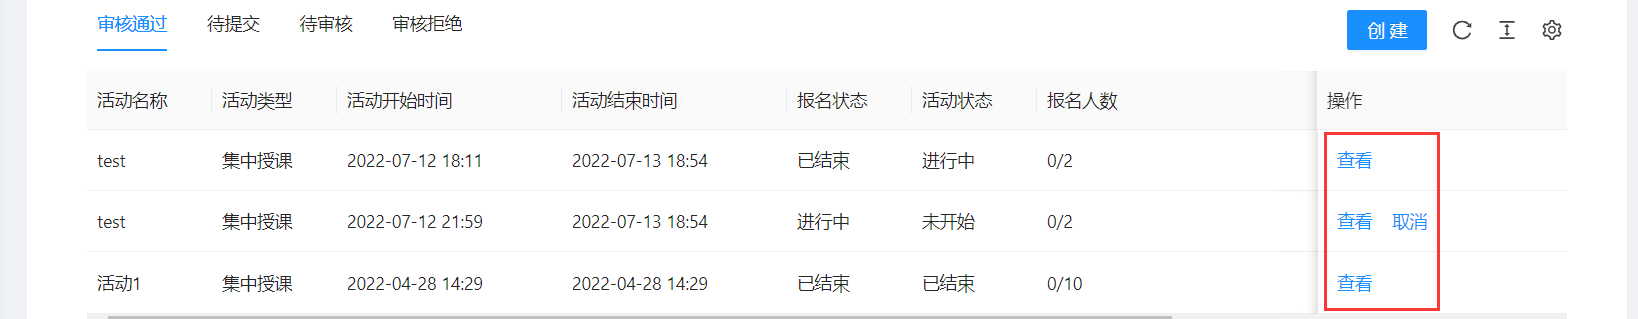 审核通过 待提交 待审核 审核拒绝 创建
活动名称 活动类型 活动开始时间 活动结束时间 报名状态 活动状态 报名人数 操作
test 集中授课 2022-07-12 18:11 2022-07-13 18:54 已结束 进行中 0/2 查看
test 集中授课 2022-07-12 21:59 2022-07-13 18:54 进行中 未开始 0/2 查看 取消
活动1 集中授课 2022-04-28 14:29 2022-04-28 14:29 已结束 已结束 0/10 查看